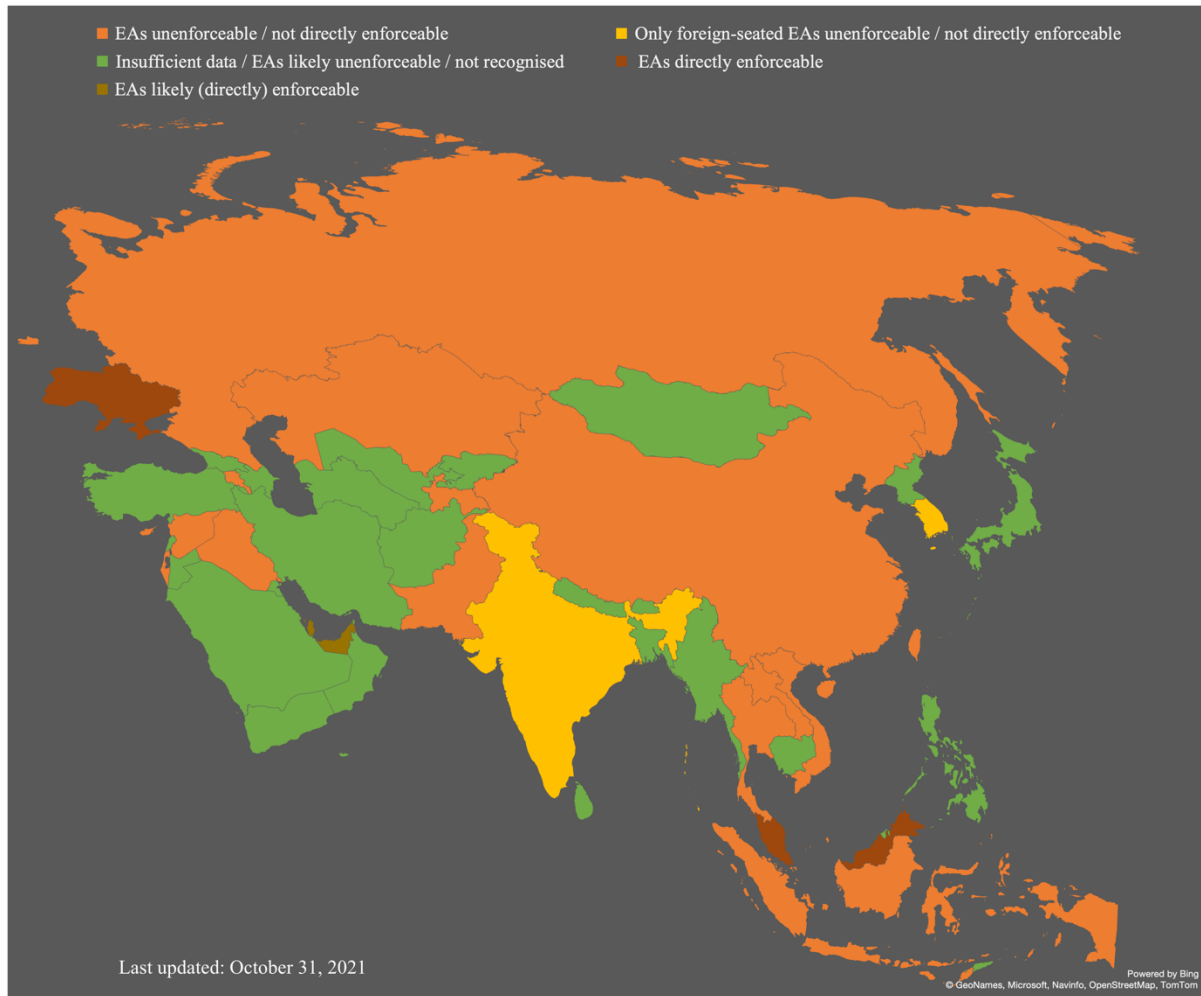 EAs unenforceable / not directly enforceable
Only foreign-seated EAs unenforceable / not directly enforceable
Insufficient data / EAs likely unenforceable / not recognised
EAs directly enforceable
EAs likely (directly) enforceable
Last updated: October 31, 2021
Powered by Bing
© GeoNames, Microsoft, Navinfo, OpenStreetMap, TomTom